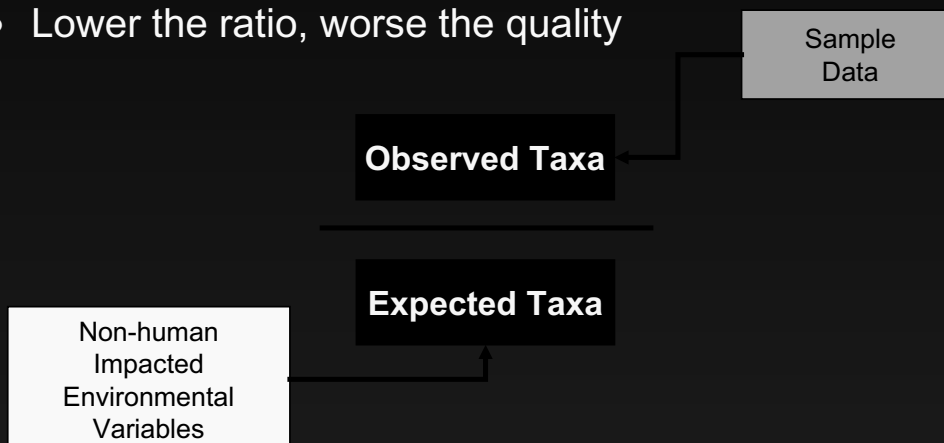 • Lower the ratio, worse the quality
Sample
Data
Observed Taxa
Expected Taxa
Non-human
Impacted
Environmental
Variables